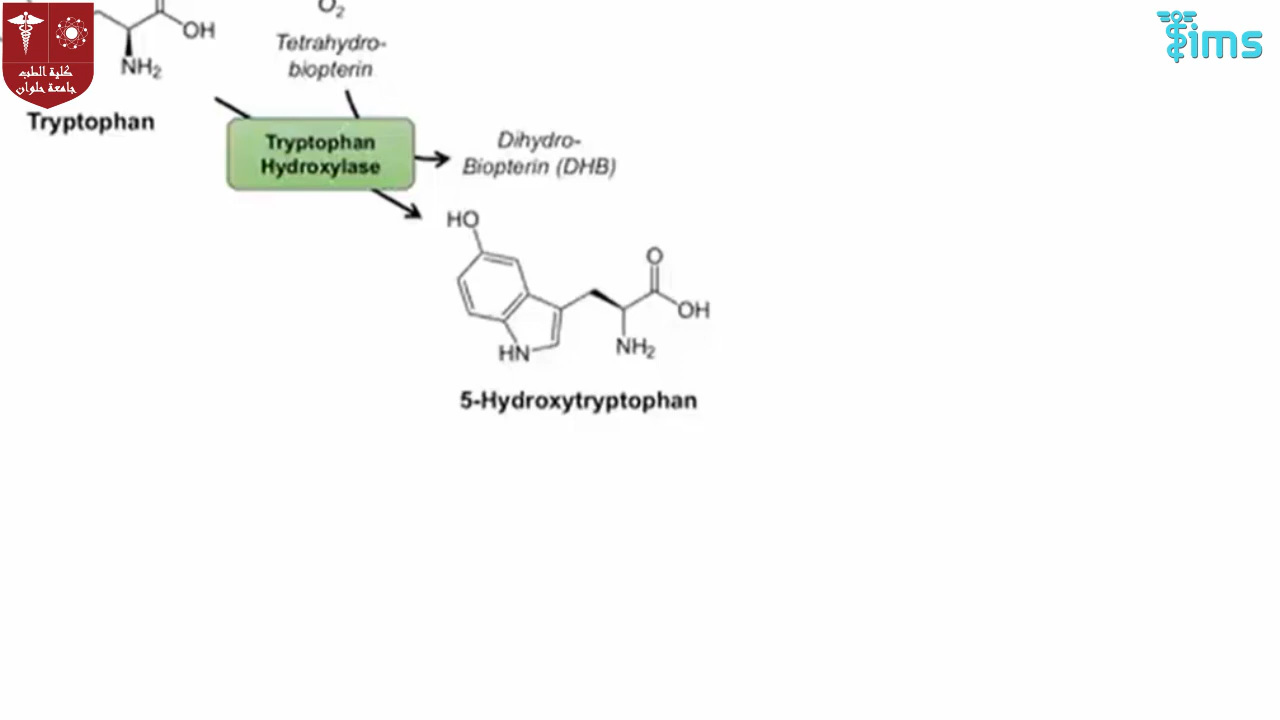 O2
OH
NH2
Tetrahydro-
biopterin
كلية الطب
جامعة حلوان
ims
Tryptophan
Tryptophan
Hydroxylase
Dihydro-
Biopterin (DHB)
HO
O
OH
NH2
HN
5-Hydroxytryptophan